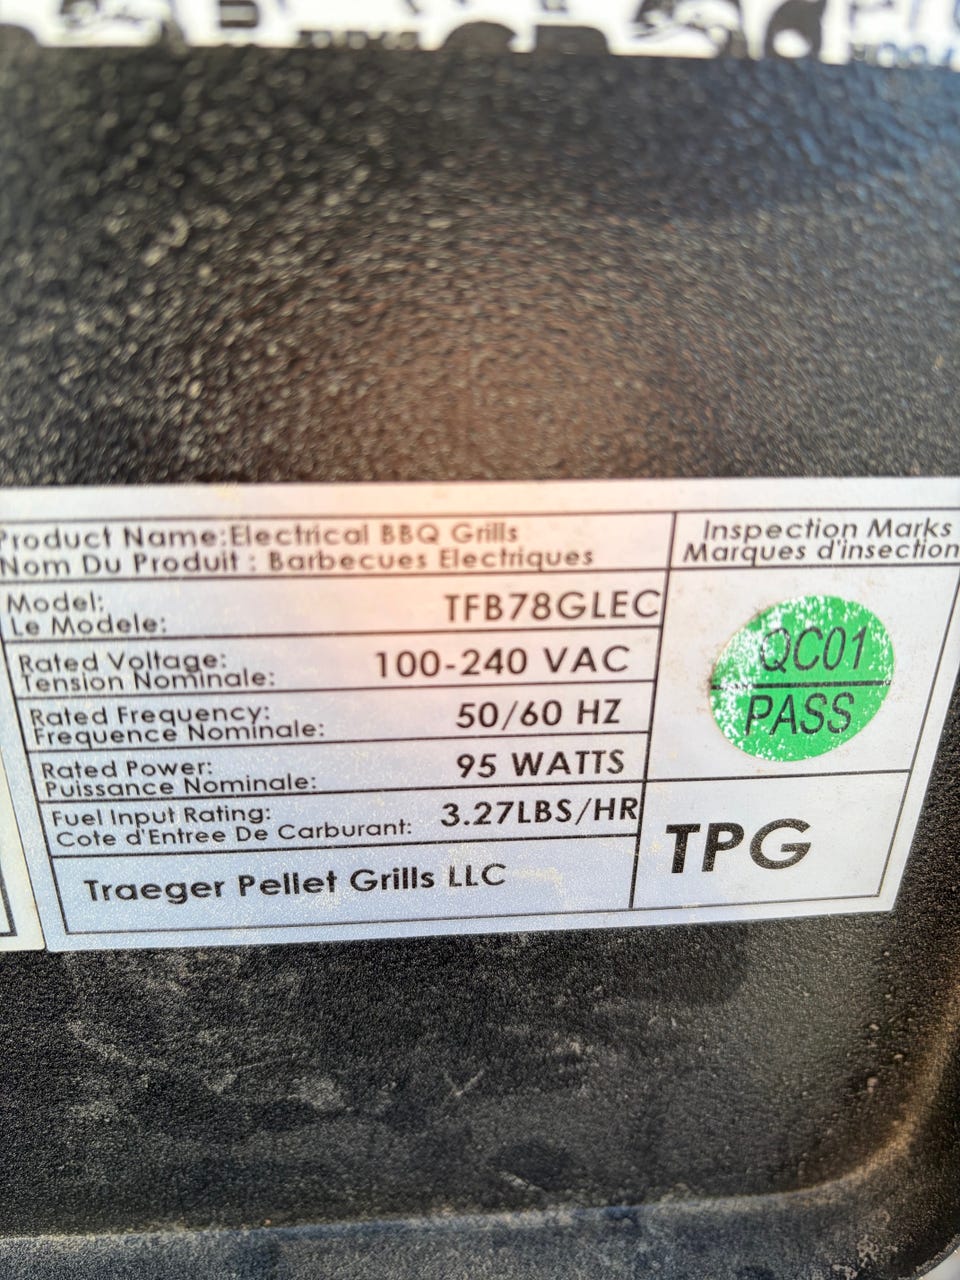 Product Name:Electrical BBQ Grills
Nom Du Produit : Barbecues Electriques
Inspection Marks
Marques d'insection
Model:
Le Modele:
TFB78GLEC
Rated Voltage:
Tension Nominale:
100-240 VAC
Rated Frequency:
Frequence Nominale:
50/60 HZ
Rated Power:
Puissance Nominale:
95 WATTS
Fuel Input Rating:
Cote d'Entree De Carburant:
3.27LBS/HR
Traeger Pellet Grills LLC
QC01
PASS
TPG